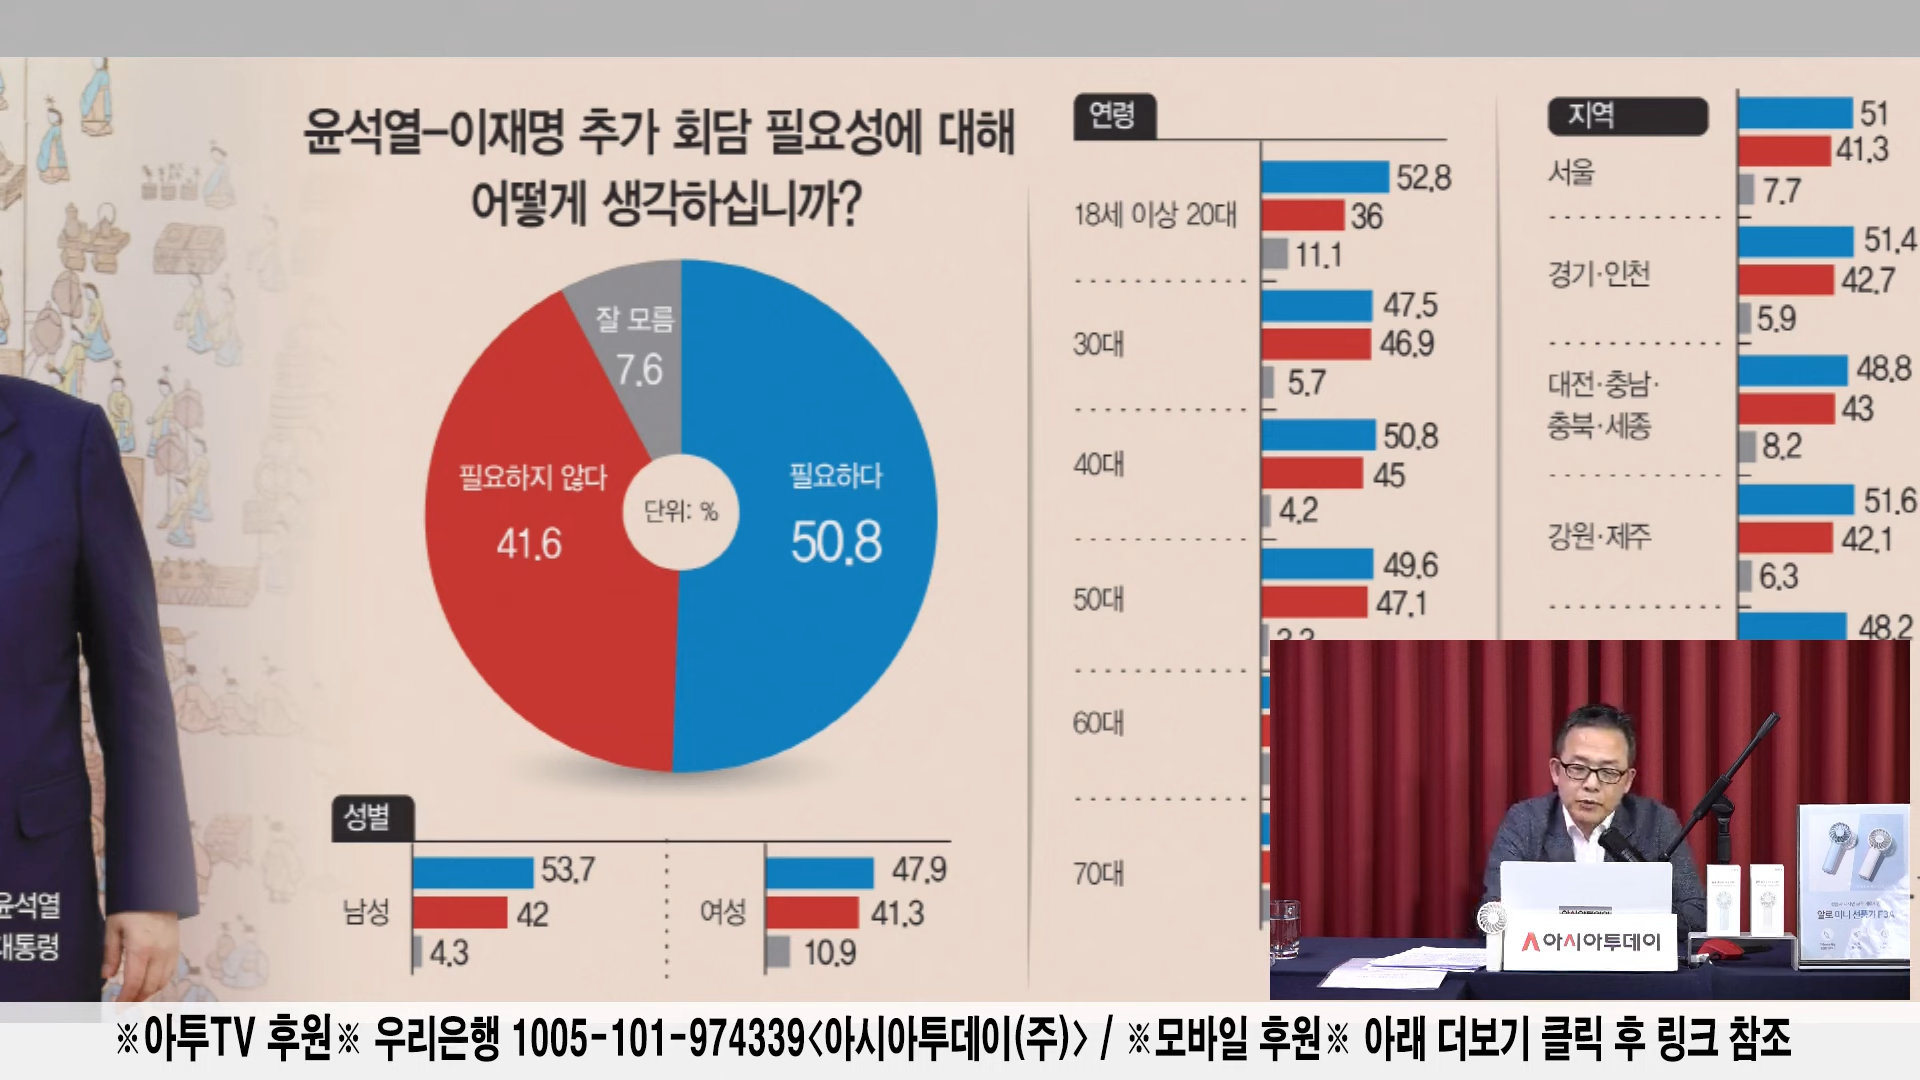 윤석열-이재명 추가 회담 필요성에 대해
어떻게 생각하십니까?
잘 모름
7.6
필요하지 않다
41.6
단위: %
필요하다
50.8
성별
남성
53.7
42
4.3
여성
47.9
41.3
10.9
연령
18세 이상 20대
52.8
36
11.1
30대
47.5
46.9
5.7
40대
50.8
45
4.2
50대
49.6
47.1
60대
70대
지역
서울
51
41.3
7.7
경기·인천
51.4
42.7
5.9
대전·충남·
충북·세종
48.8
43
8.2
강원·제주
51.6
42.1
6.3
48.2
윤석열
대통령
아시아투데이
알로 미니 선풍기 F3A
※아투TV 후원※ 우리은행 1005-101-974339<아시아투데이(주)> / ※모바일 후원※ 아래 더보기 클릭 후 링크 참조